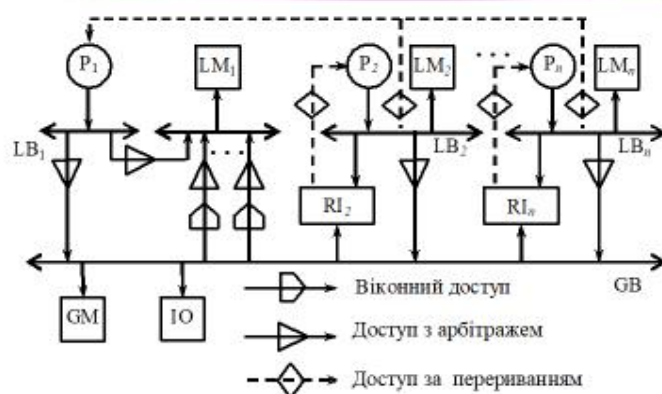 P1 LM1 P2 LM2 . . . Pn LMn
LB1 . . . LB2 LBn
RI2 RIn
GB
GM IO
Віконний доступ
Доступ з арбітражем
Доступ за перериванням